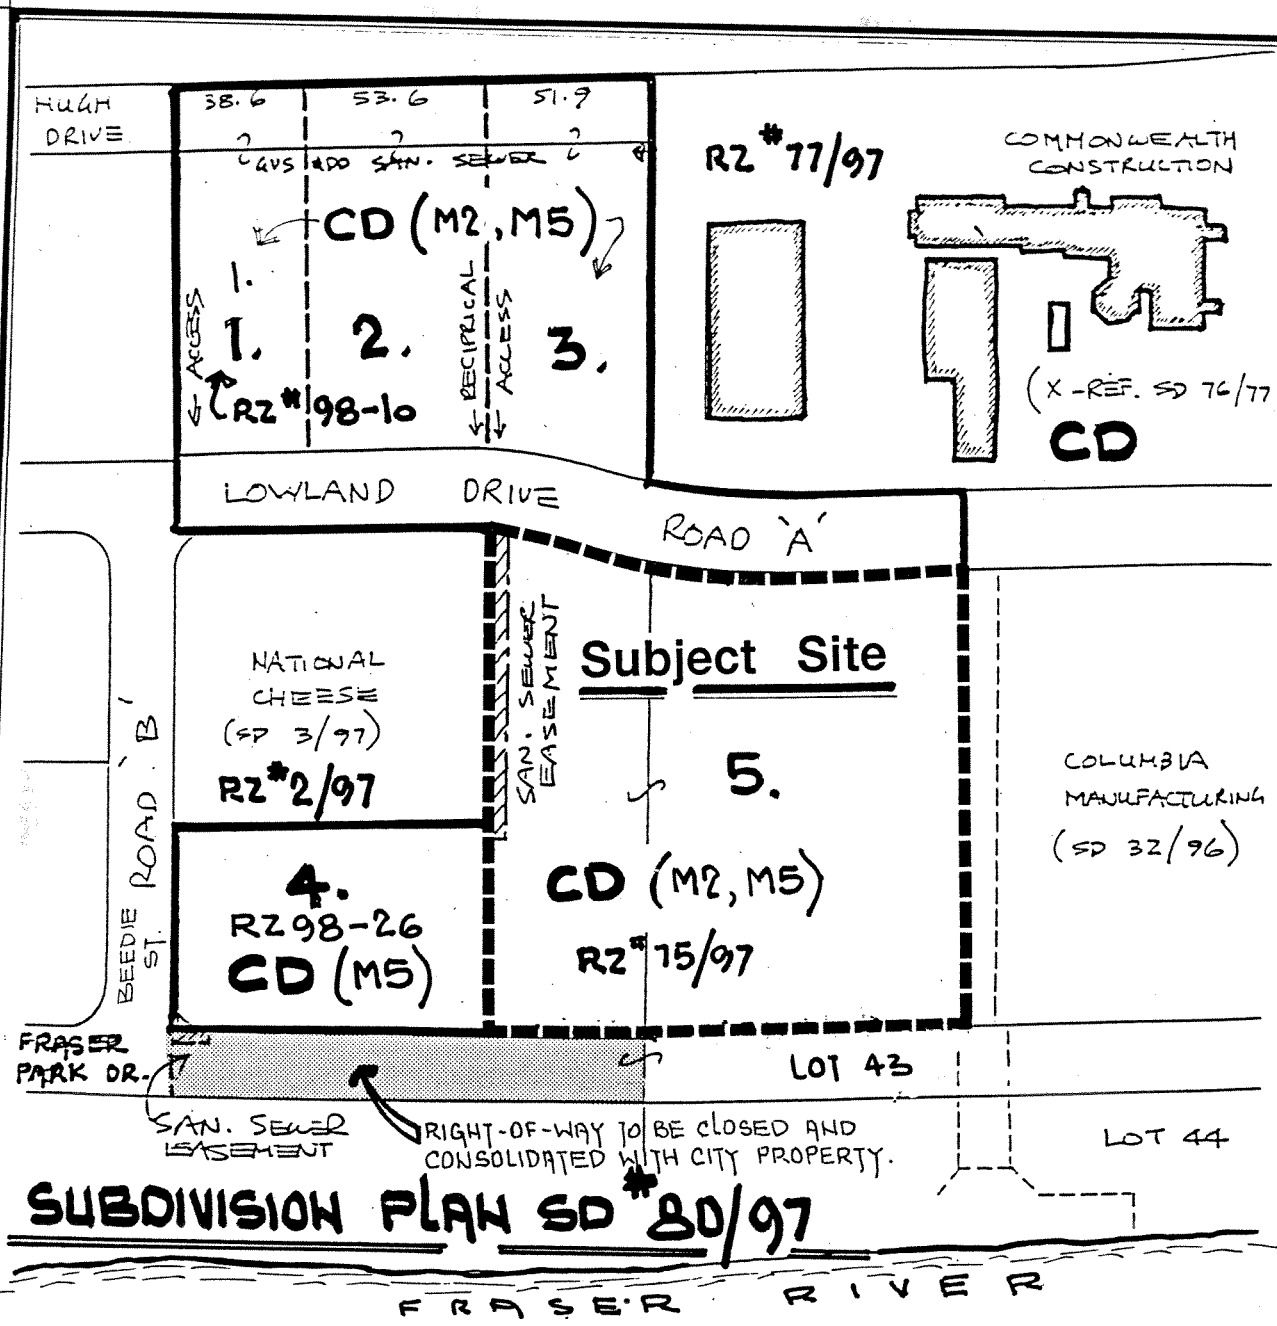 HUGH
DRIVE
38.6 53.6 51.9
GVS & DD SAN. SEWER
RZ # 77/97
COMMONWEALTH
CONSTRUCTION
CD (M2, M5)
1.
1. 2. 3.
ACCESS
RECIPRICAL
ACCESS
RZ # 98-10
(X-REF. SD 76/77
CD
LOWLAND DRIVE
ROAD 'A'
SAN. SEWER
EASEMENT
Subject Site
NATIONAL
CHEESE
(SD 3/97)
RZ # 2/97
ROAD 'B'
BEEDIE
ST.
5.
COLUMBIA
MANUFACTURING
(SD 32/96)
4.
RZ 98-26
CD (M5)
CD (M2, M5)
RZ # 75/97
FRASER
PARK DR.
LOT 43
SAN. SEWER
EASEMENT
RIGHT-OF-WAY TO BE CLOSED AND
CONSOLIDATED WITH CITY PROPERTY.
LOT 44
SUBDIVISION PLAN SD # 80/97
FRASER RIVER